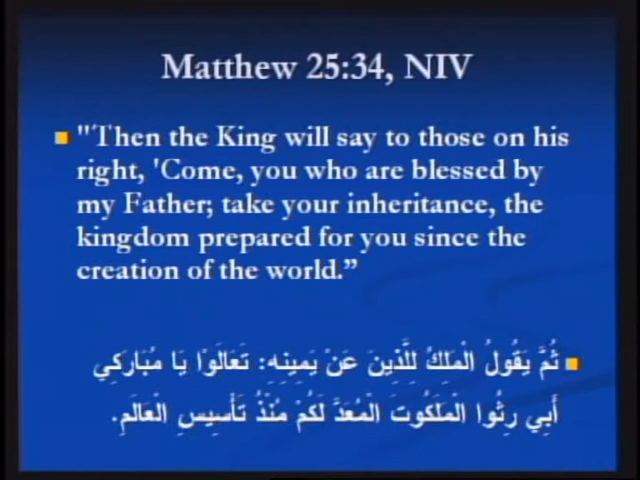 Matthew 25:34, NIV
"Then the King will say to those on his
right, 'Come, you who are blessed by
my Father; take your inheritance, the
kingdom prepared for you since the
creation of the world.”
ثُمَّ يَقُولُ الْمَلِكُ لِلَّذِينَ عَنْ يَمِينِهِ: تَعَالَوْا يَا مُبَارَكِي
أَبِي رِثُوا الْمَلَكُوتَ الْمُعَدَّ لَكُمْ مُنْذُ تَأْسِيسِ الْعَالَمِ.